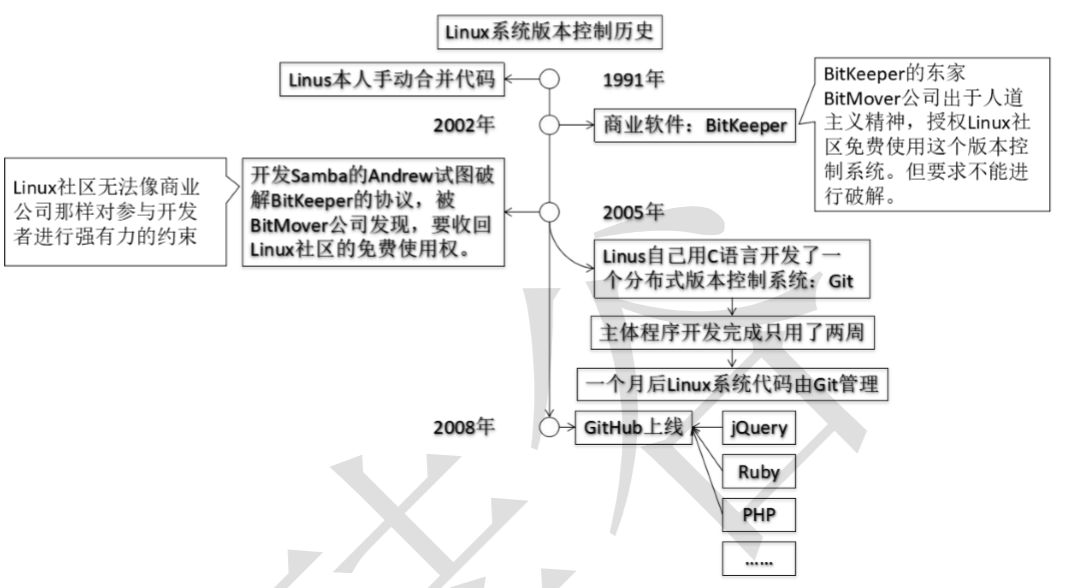 Linux系统版本控制历史
Linus本人手动合并代码
1991年
BitKeeper的东家
BitMover公司出于人道
主义精神，授权Linux社
区免费使用这个版本控
制系统。但要求不能进
行破解。
2002年
商业软件：BitKeeper
Linux社区无法像商业
公司那样对参与开发
者进行强有力的约束
开发Samba的Andrew试图破
解BitKeeper的协议，被
BitMover公司发现，要收回
Linux社区的免费使用权。
2005年
Linus自己用C语言开发了一
个分布式版本控制系统：Git
主体程序开发完成只用了两周
一个月后Linux系统代码由Git管理
2008年
GitHub上线
jQuery
Ruby
PHP
……